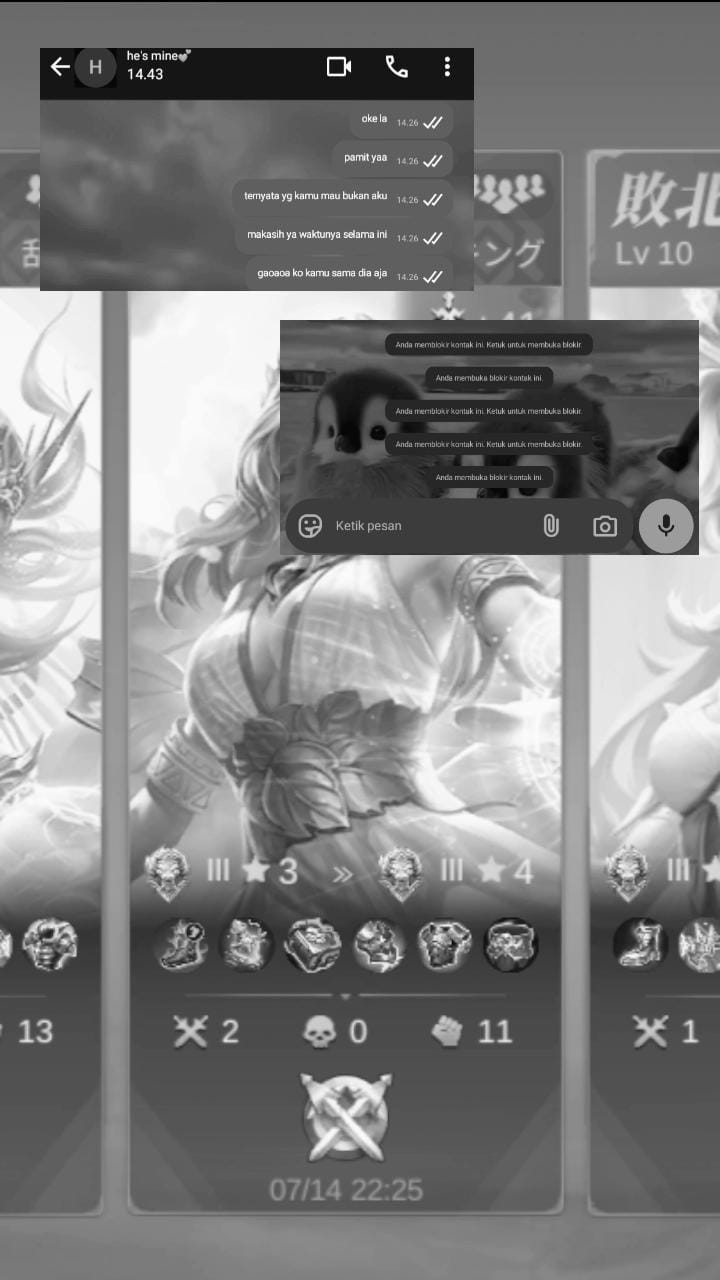 he's mine
H
14.43
oke la 14.26
pamit yaa 14.26
ternyata yg kamu mau bukan aku 14.26
makasih ya waktunya selama ini 14.26
gaoaoa ko kamu sama dia aja 14.26
敗北
Lv 10
キング
Anda memblokir kontak ini. Ketuk untuk membuka blokir.
Anda membuka blokir kontak ini.
Anda memblokir kontak ini. Ketuk untuk membuka blokir.
Anda memblokir kontak ini. Ketuk untuk membuka blokir.
Anda membuka blokir kontak ini.
Ketik pesan
III 3 » III 4 III
13 2 0 11 1
07/14 22:25